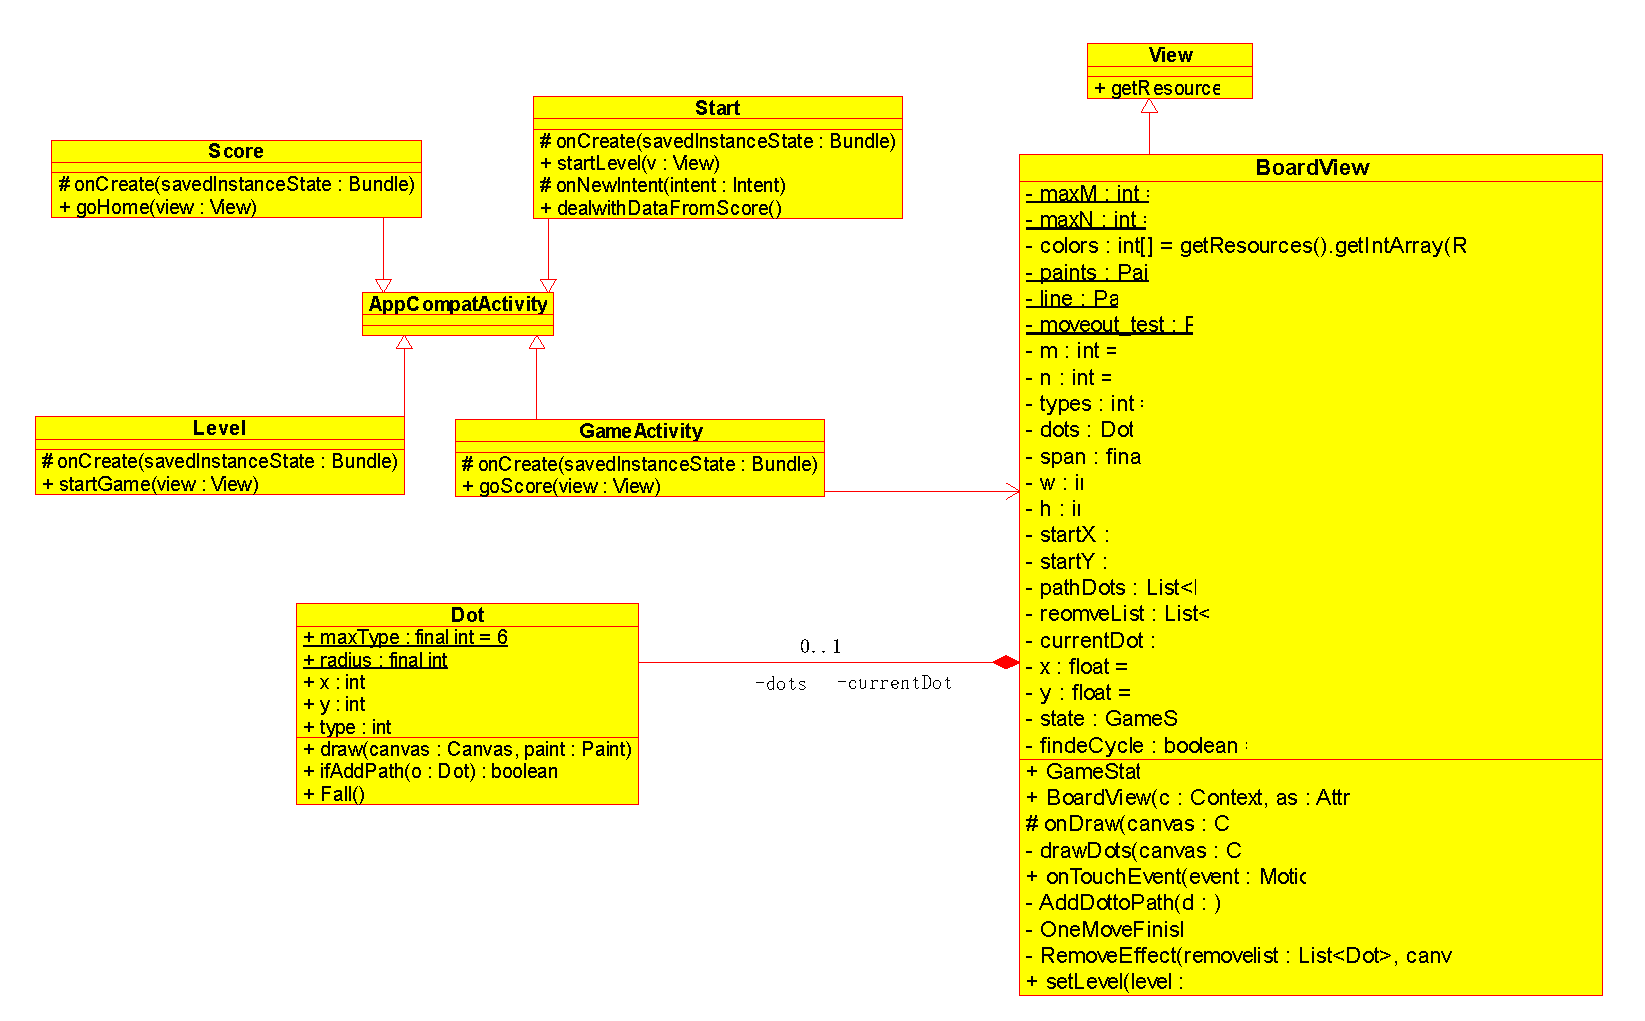 View
+ getResource
Start
# onCreate(savedInstanceState : Bundle)
+ startLevel(v : View)
# onNewIntent(intent : Intent)
+ dealwithDataFromScore()
Score
# onCreate(savedInstanceState : Bundle)
+ goHome(view : View)
AppCompatActivity
Level
# onCreate(savedInstanceState : Bundle)
+ startGame(view : View)
GameActivity
# onCreate(savedInstanceState : Bundle)
+ goScore(view : View)
Dot
+ maxType : final int = 6
+ radius : final int
+ x : int
+ y : int
+ type : int
+ draw(canvas : Canvas, paint : Paint)
+ ifAddPath(o : Dot) : boolean
+ Fall()
0..1
-dots
-currentDot
BoardView
- maxM : int
- maxN : int
- colors : int[] = getResources().getIntArray(R
- paints : Pai
- line : Pa
- moveout_test :
- m : int =
- n : int =
- types : int
- dots : Dot
- span : fina
- w :
- h :
- startX :
- startY :
- pathDots : List<
- reomveList : List<
- currentDot :
- x : float =
- y : float =
- state : GameS
- findeCycle : boolean
+ GameStat
+ BoardView(c : Context, as : Attr
# onDraw(canvas : C
- drawDots(canvas : C
+ onTouchEvent(event : Motic
- AddDottoPath(d : )
- OneMoveFinis
- RemoveEffect(removelist : List<Dot>, canv
+ setLevel(level :